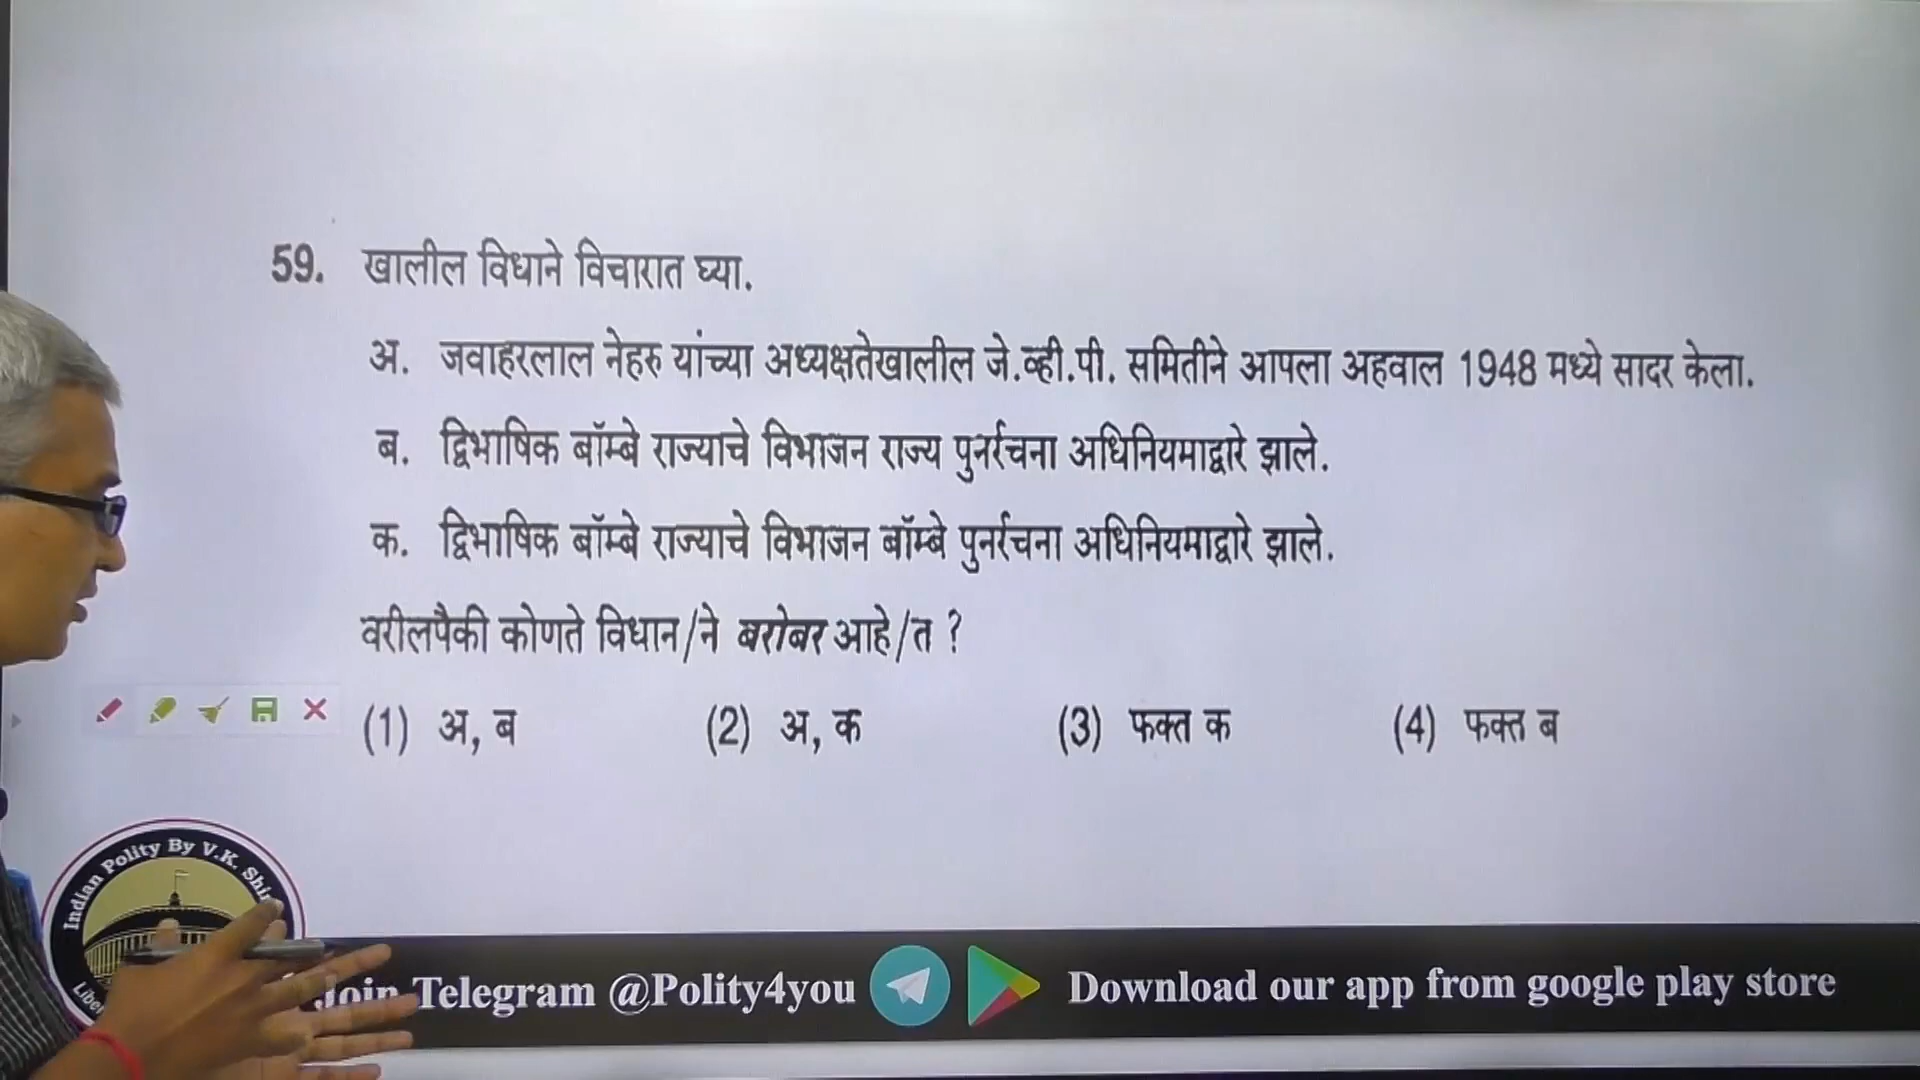 59. खालील विधाने विचारात घ्या.
अ. जवाहरलाल नेहरु यांच्या अध्यक्षतेखालील जे.व्ही.पी. समितीने आपला अहवाल 1948 मध्ये सादर केला.
ब. द्विभाषिक बॉम्बे राज्याचे विभाजन राज्य पुनर्रचना अधिनियमाद्वारे झाले.
क. द्विभाषिक बॉम्बे राज्याचे विभाजन बॉम्बे पुनर्रचना अधिनियमाद्वारे झाले.
वरीलपैकी कोणते विधान/ने बरोबर आहे/त ?
(1) अ, ब (2) अ, क (3) फक्त क (4) फक्त ब
Indian Polity By V.K.
Join Telegram @Polity4you Download our app from google play store